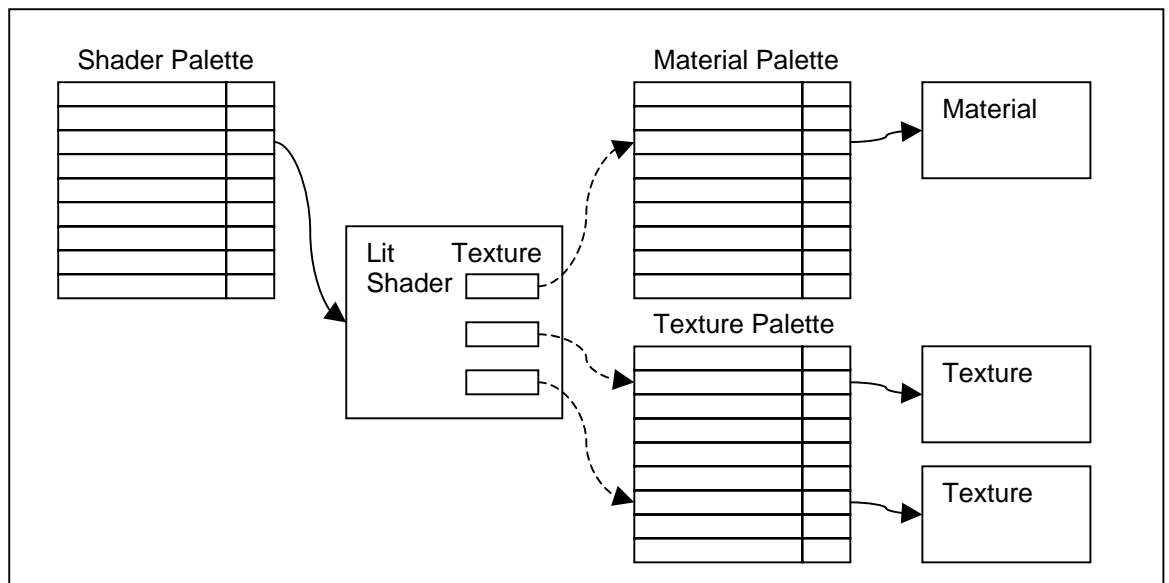 Shader Palette
Material Palette
Material
Lit Texture
Shader
Texture Palette
Texture
Texture